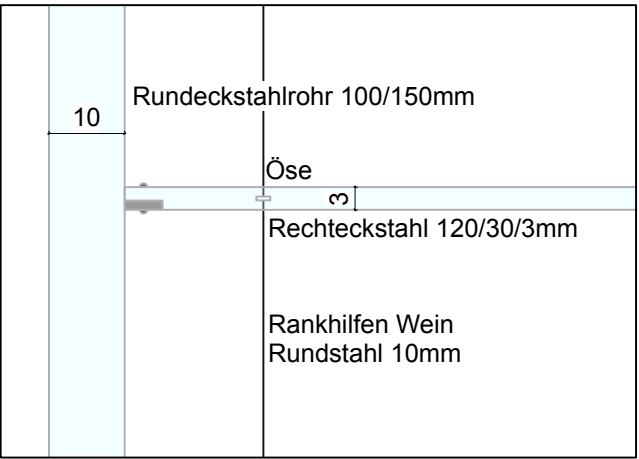 Rundeckstahlrohr 100/150mm
10
Öse
3
Rechteckstahl 120/30/3mm
Rankhilfen Wein
Rundstahl 10mm